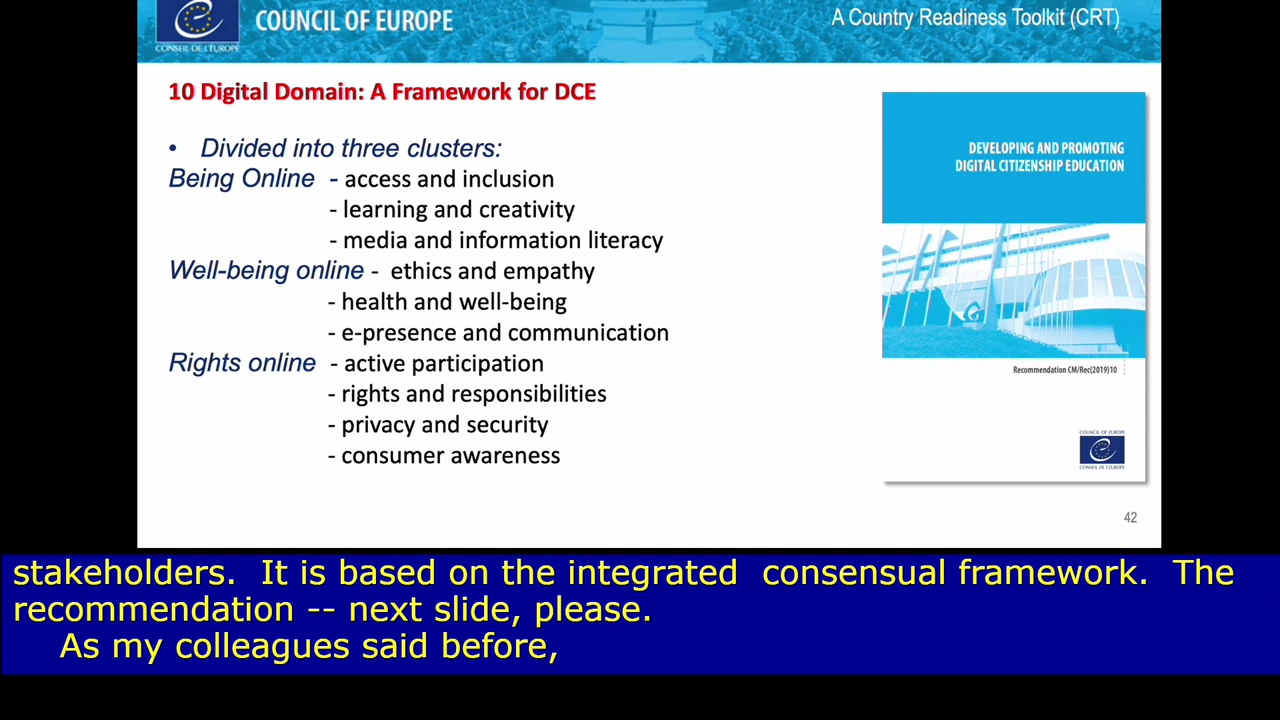 COUNCIL OF EUROPE
CONSEIL DE L'EUROPE
A Country Readiness Toolkit (CRT)
10 Digital Domain: A Framework for DCE
• Divided into three clusters:
Being Online - access and inclusion
- learning and creativity
- media and information literacy
Well-being online - ethics and empathy
- health and well-being
- e-presence and communication
Rights online - active participation
- rights and responsibilities
- privacy and security
- consumer awareness
DEVELOPING AND PROMOTING
DIGITAL CITIZENSHIP EDUCATION
Recommendation CM/Rec(2019)10
COUNCIL OF EUROPE
CONSEIL DE L'EUROPE
42
stakeholders. It is based on the integrated consensual framework. The
recommendation -- next slide, please.
As my colleagues said before,